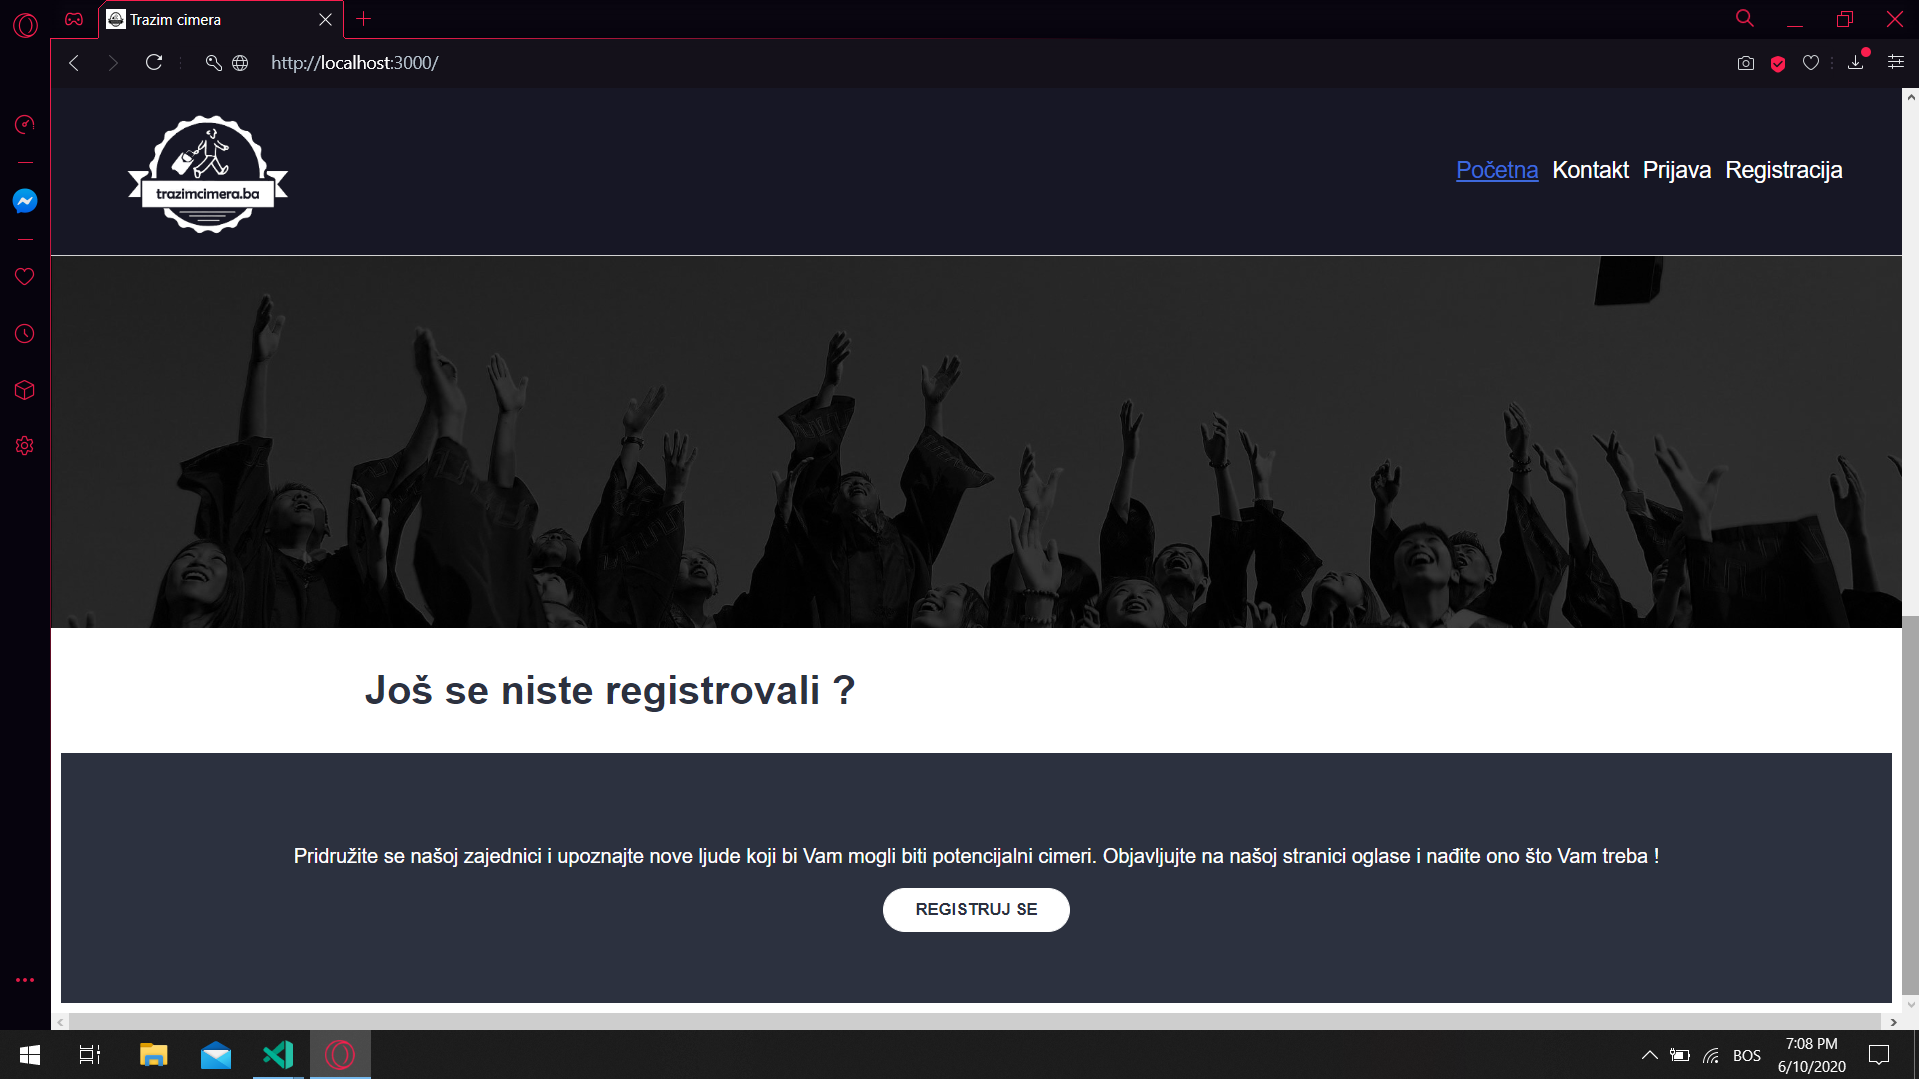 Trazim cimera
http://localhost:3000/
trazimcimera.ba
Početna Kontakt Prijava Registracija
Još se niste registrovali ?
Pridružite se našoj zajednici i upoznajte nove ljude koji bi Vam mogli biti potencijalni cimeri. Objavljujte na našoj stranici oglase i nađite ono što Vam treba !
REGISTRUJ SE
BOS
7:08 PM
6/10/2020